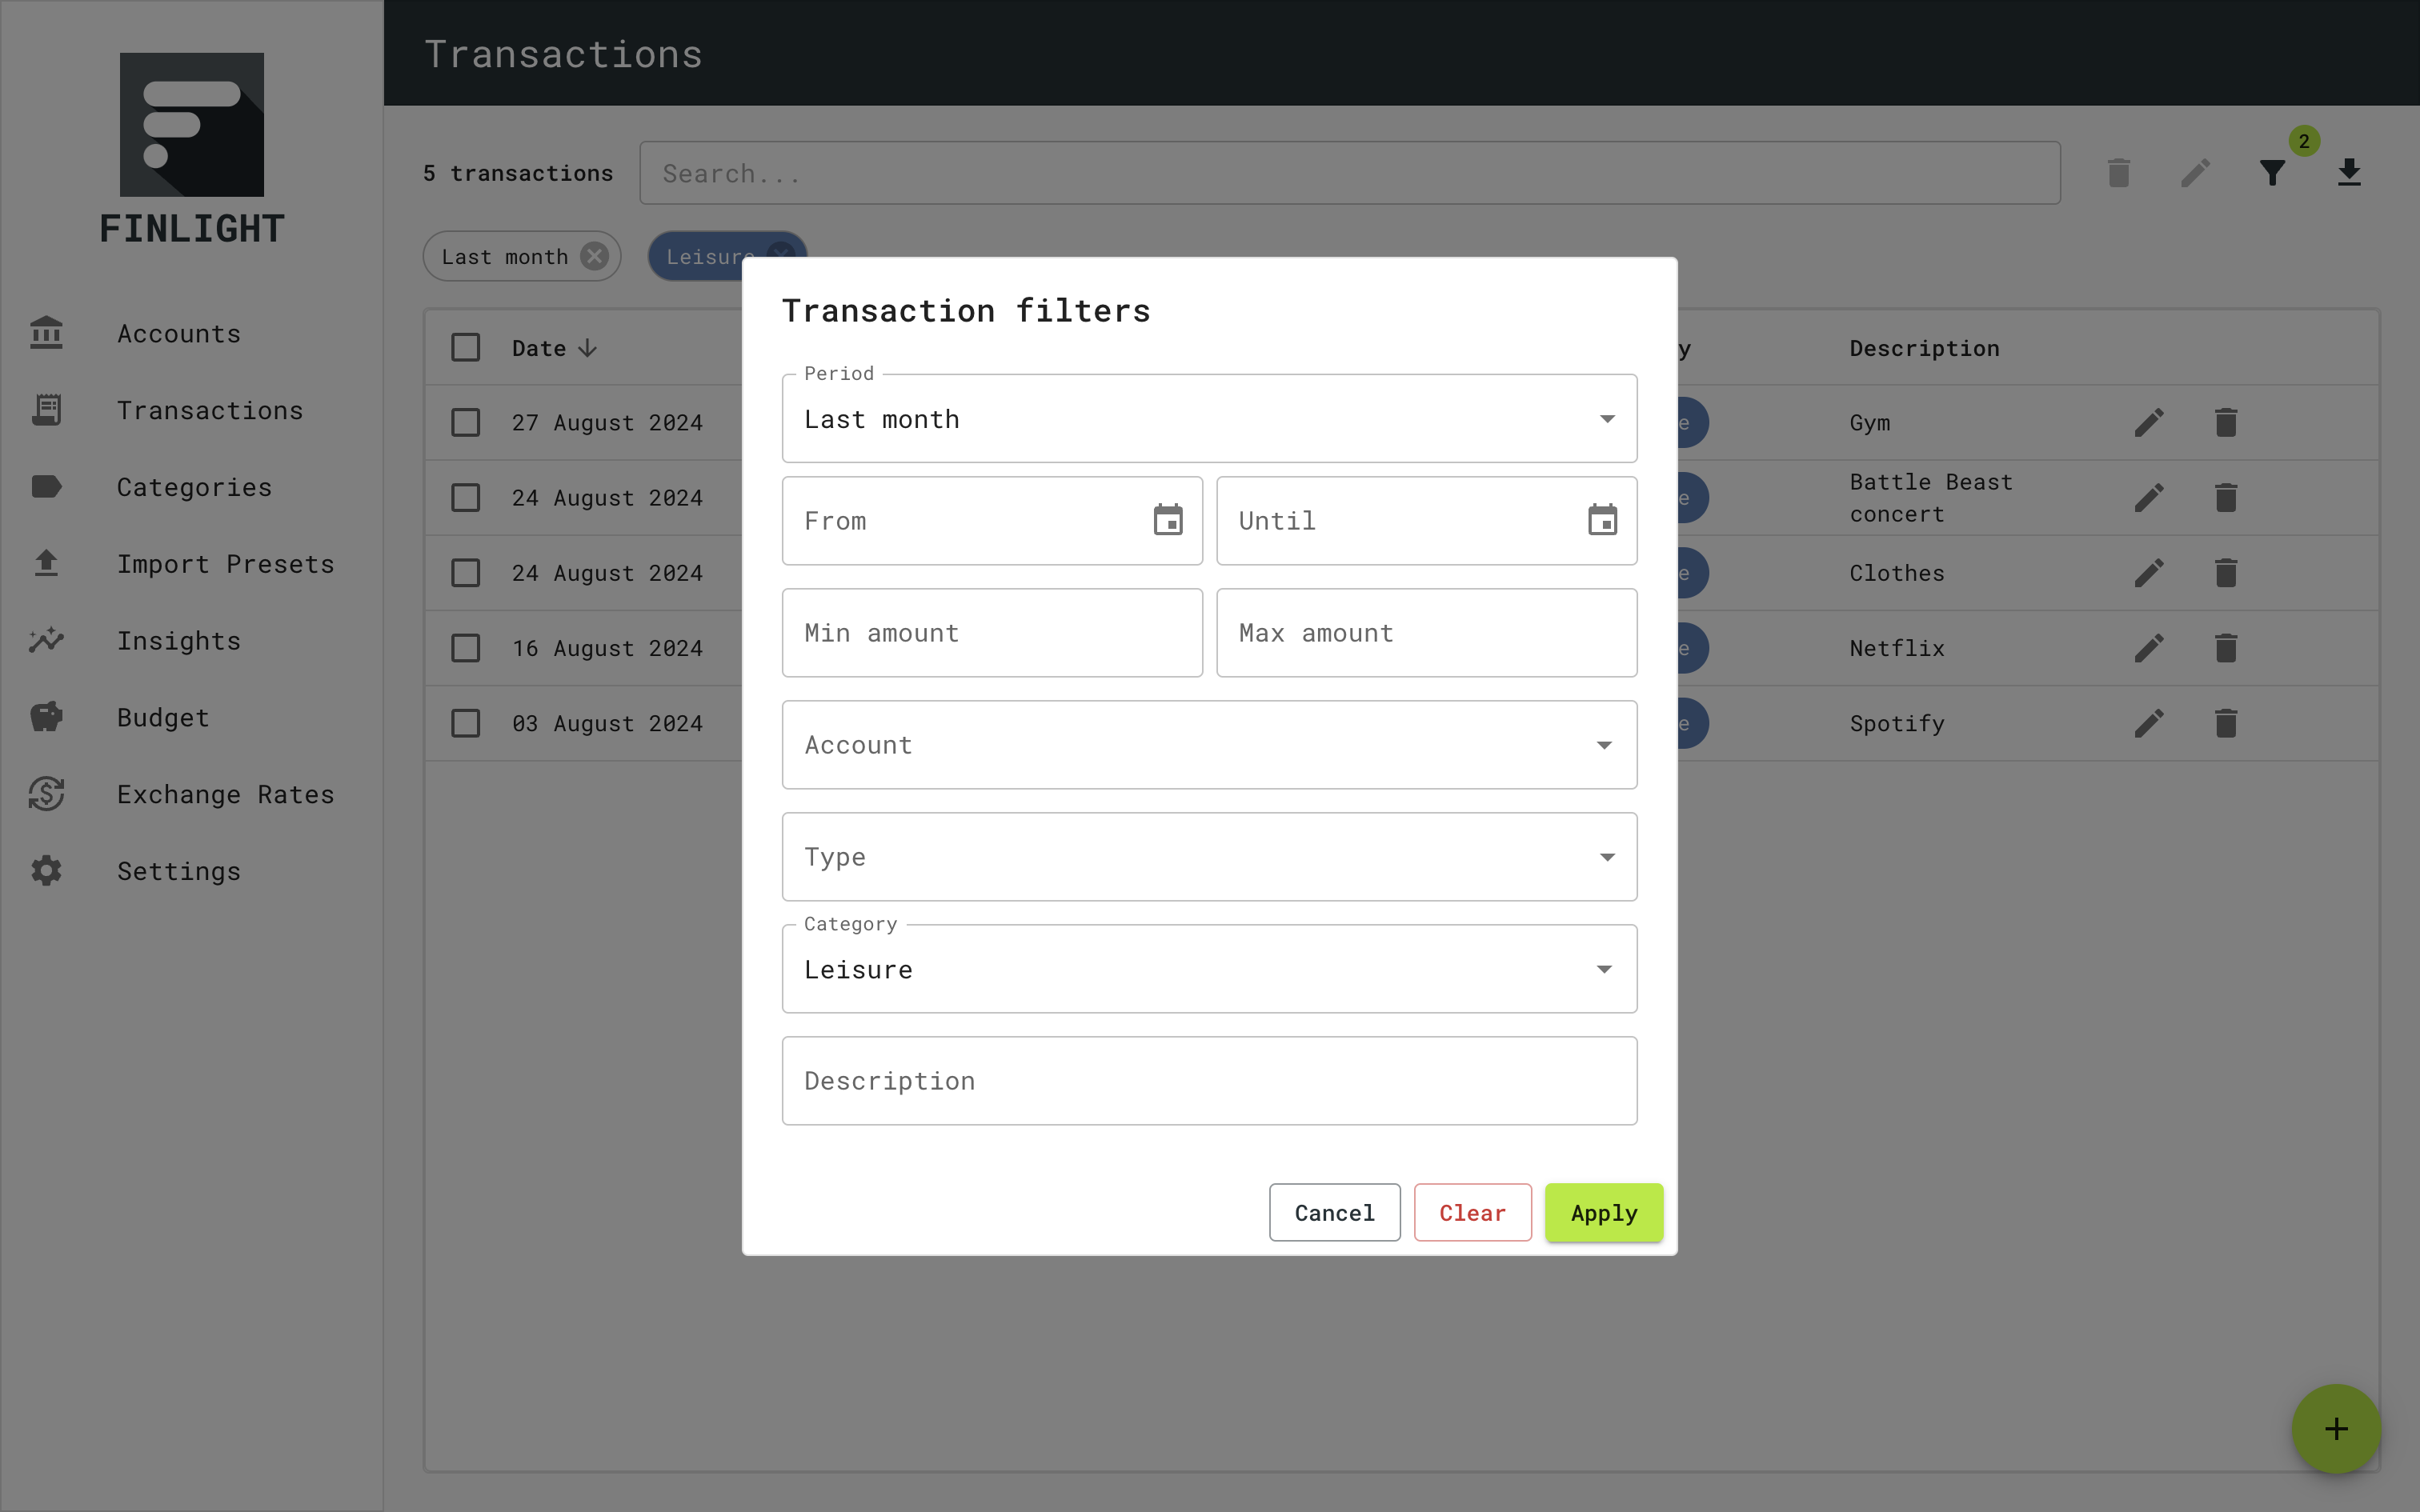 FINLIGHT
Accounts
Transactions
Categories
Import Presets
Insights
Budget
Exchange Rates
Settings
Transactions
5 transactions
Search...
2
Last month
Leisure
Date
Description
27 August 2024
Gym
24 August 2024
Battle Beast
concert
24 August 2024
Clothes
16 August 2024
Netflix
03 August 2024
Spotify
Transaction filters
Period
Last month
From
Until
Min amount
Max amount
Account
Type
Category
Leisure
Description
Cancel
Clear
Apply